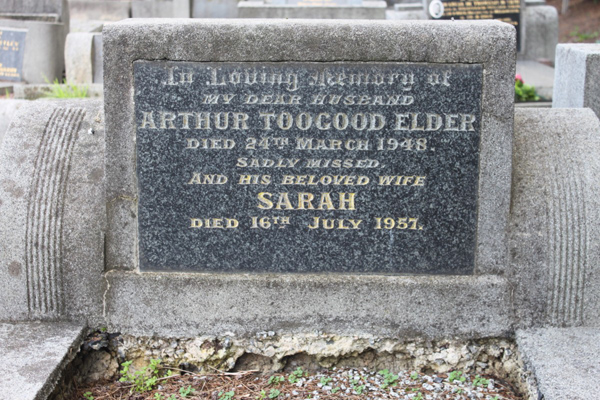 In Loving Memory of
MY DEAR HUSBAND
ARTHUR TOOGOOD ELDER
DIED 24TH MARCH 1948.
SADLY MISSED.
AND HIS BELOVED WIFE
SARAH
DIED 16TH JULY 1957.